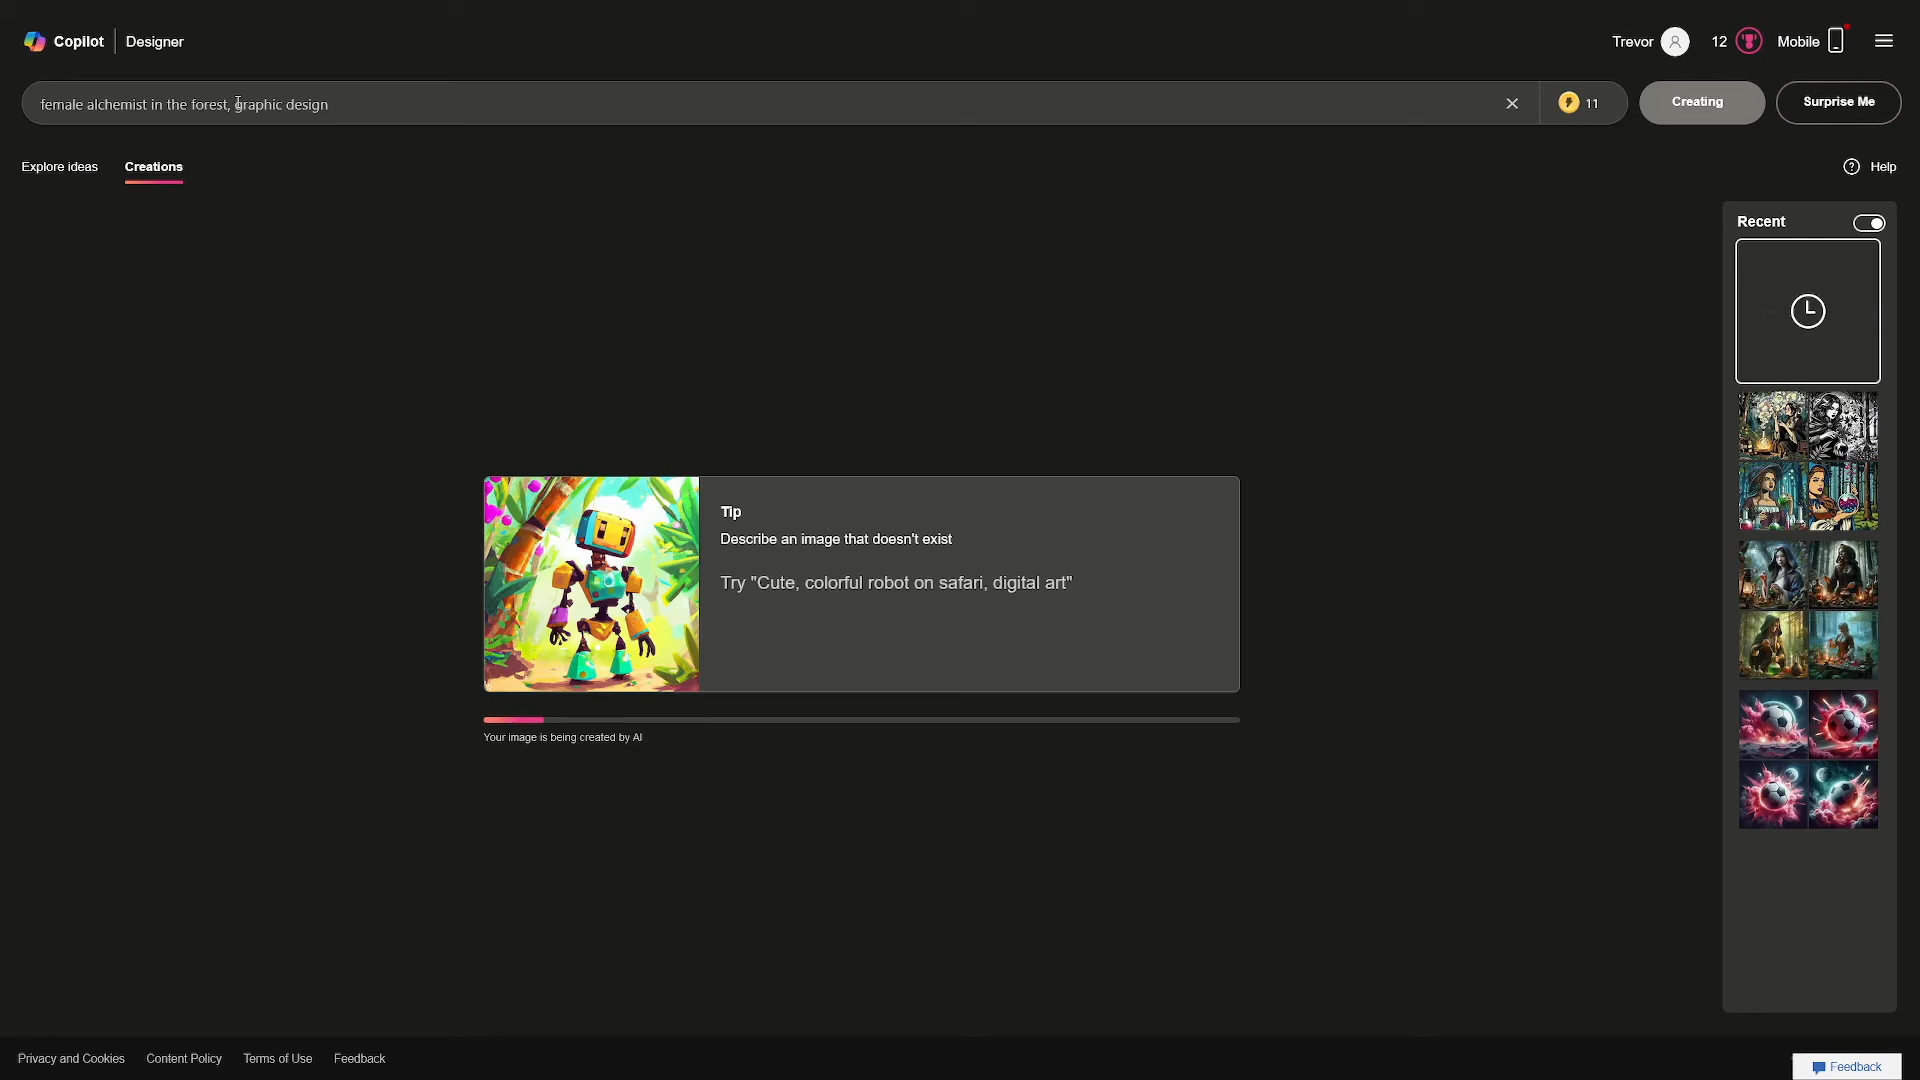 Copilot
Designer
Trevor
12
Mobile
female alchemist in the forest, graphic design
11
Creating
Surprise Me
Explore ideas
Creations
Help
Recent
Tip
Describe an image that doesn't exist
Try "Cute, colorful robot on safari, digital art"
Your image is being created by AI
Privacy and Cookies
Content Policy
Terms of Use
Feedback
Feedback